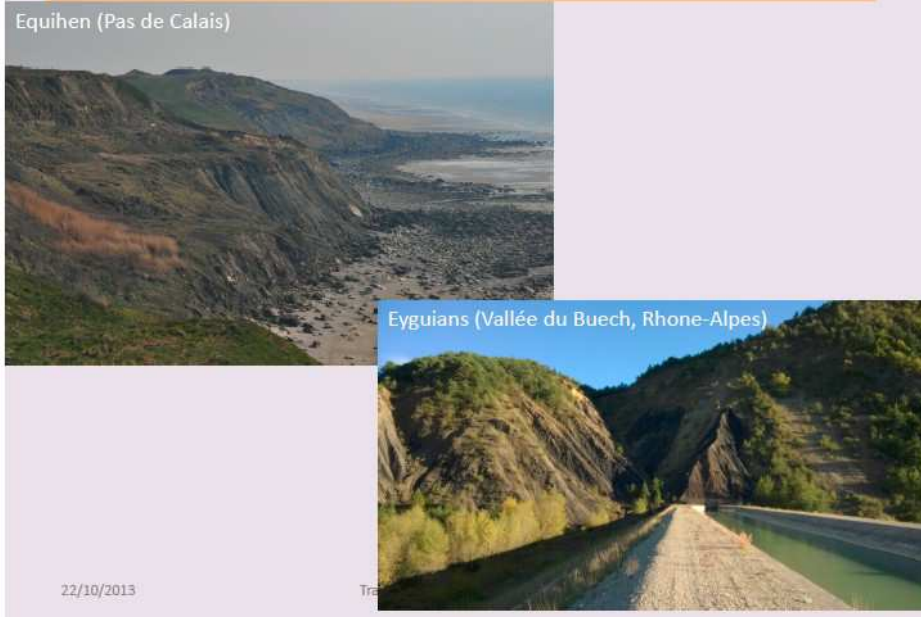 Equihen (Pas de Calais)
Eyguians (Vallée du Buech, Rhone-Alpes)
22/10/2013